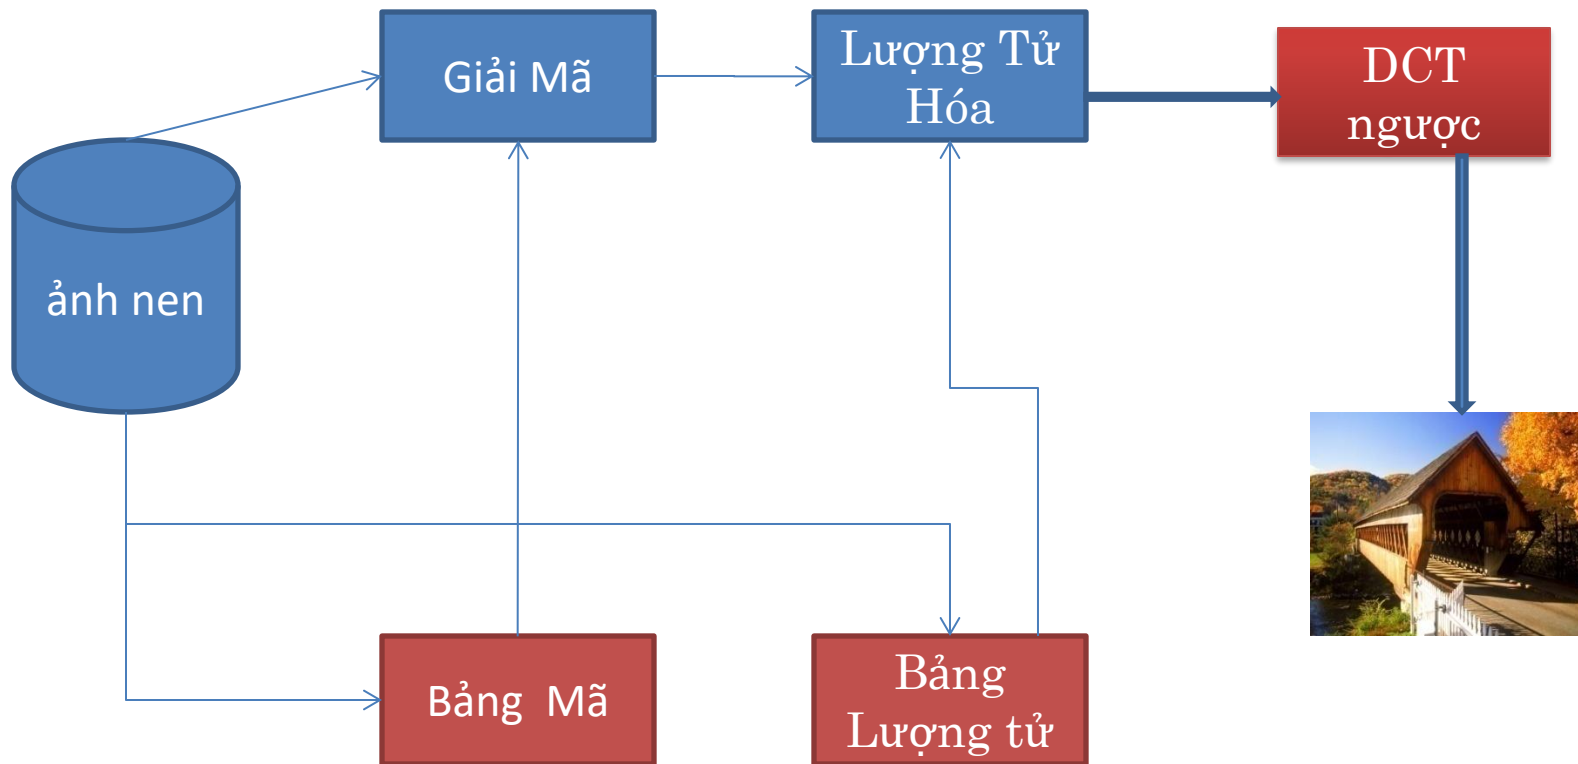 Giải Mã
Lượng Tử
Hóa
DCT
ngược
ảnh nen
Bảng Mã
Bảng
Lượng tử